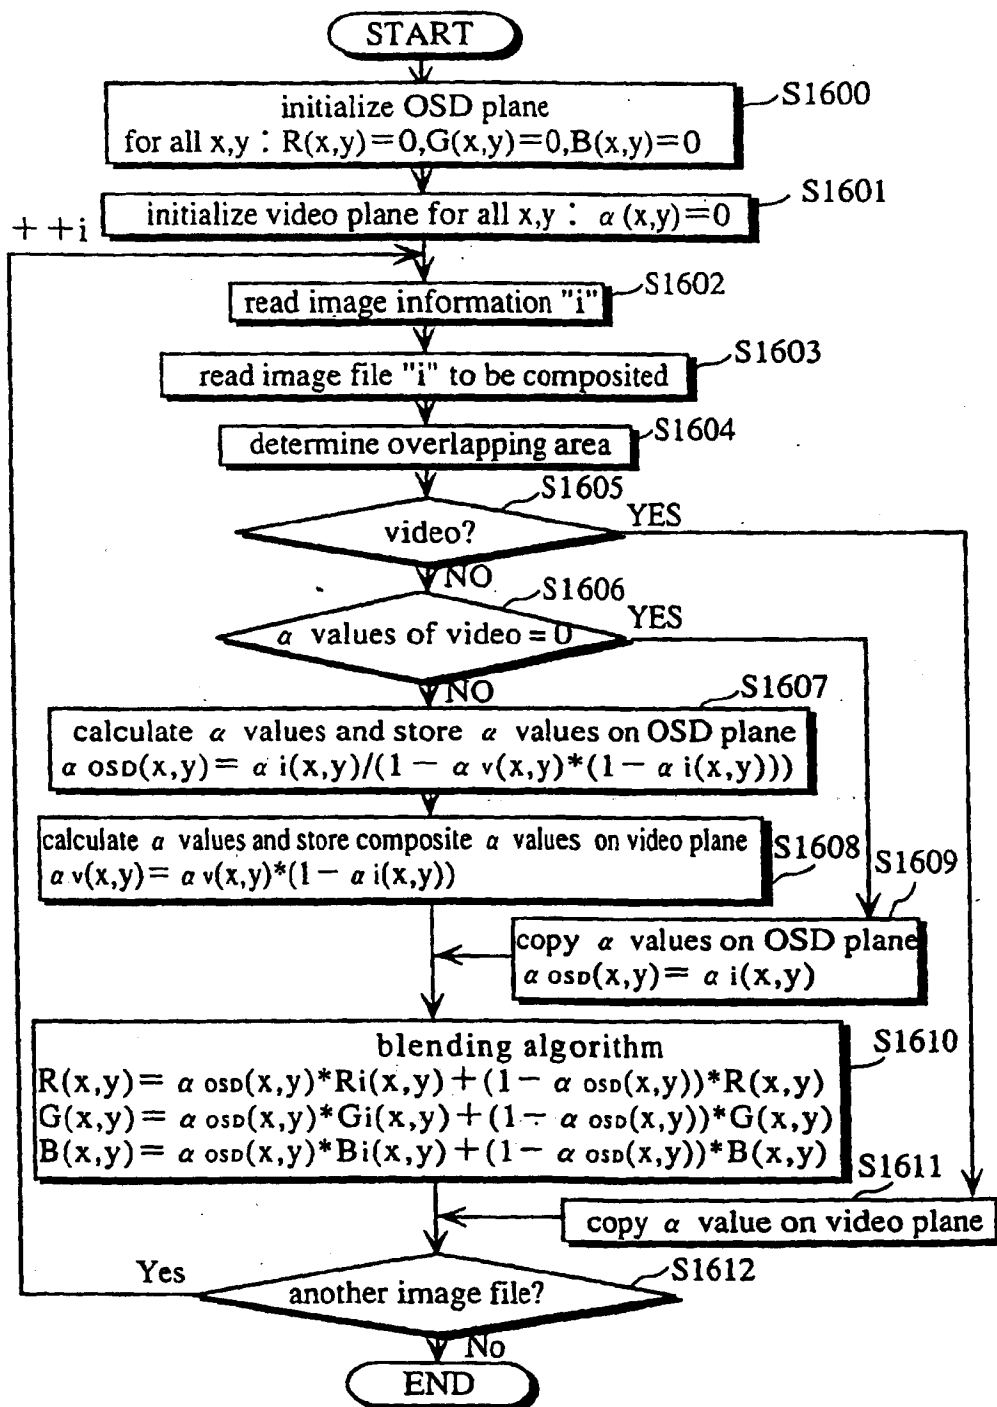 START
initialize OSD plane
for all x,y : R(x,y)=0,G(x,y)=0,B(x,y)=0
S1600
initialize video plane for all x,y : α(x,y)=0
S1601
++i
read image information "i"
S1602
read image file "i" to be composited
S1603
determine overlapping area
S1604
video?
S1605
YES
NO
α values of video = 0
S1606
YES
NO
S1607
calculate α values and store α values on OSD plane
α OSD(x,y)= α i(x,y)/(1- α v(x,y)*(1- α i(x,y)))
calculate α values and store composite α values on video plane
α v(x,y)= α v(x,y)*(1- α i(x,y))
S1608
S1609
copy α values on OSD plane
α OSD(x,y)= α i(x,y)
blending algorithm
S1610
R(x,y)= α OSD(x,y)*Ri(x,y)+(1- α OSD(x,y))*R(x,y)
G(x,y)= α OSD(x,y)*Gi(x,y)+(1- α OSD(x,y))*G(x,y)
B(x,y)= α OSD(x,y)*Bi(x,y)+(1- α OSD(x,y))*B(x,y)
S1611
copy α value on video plane
Yes
another image file?
S1612
No
END